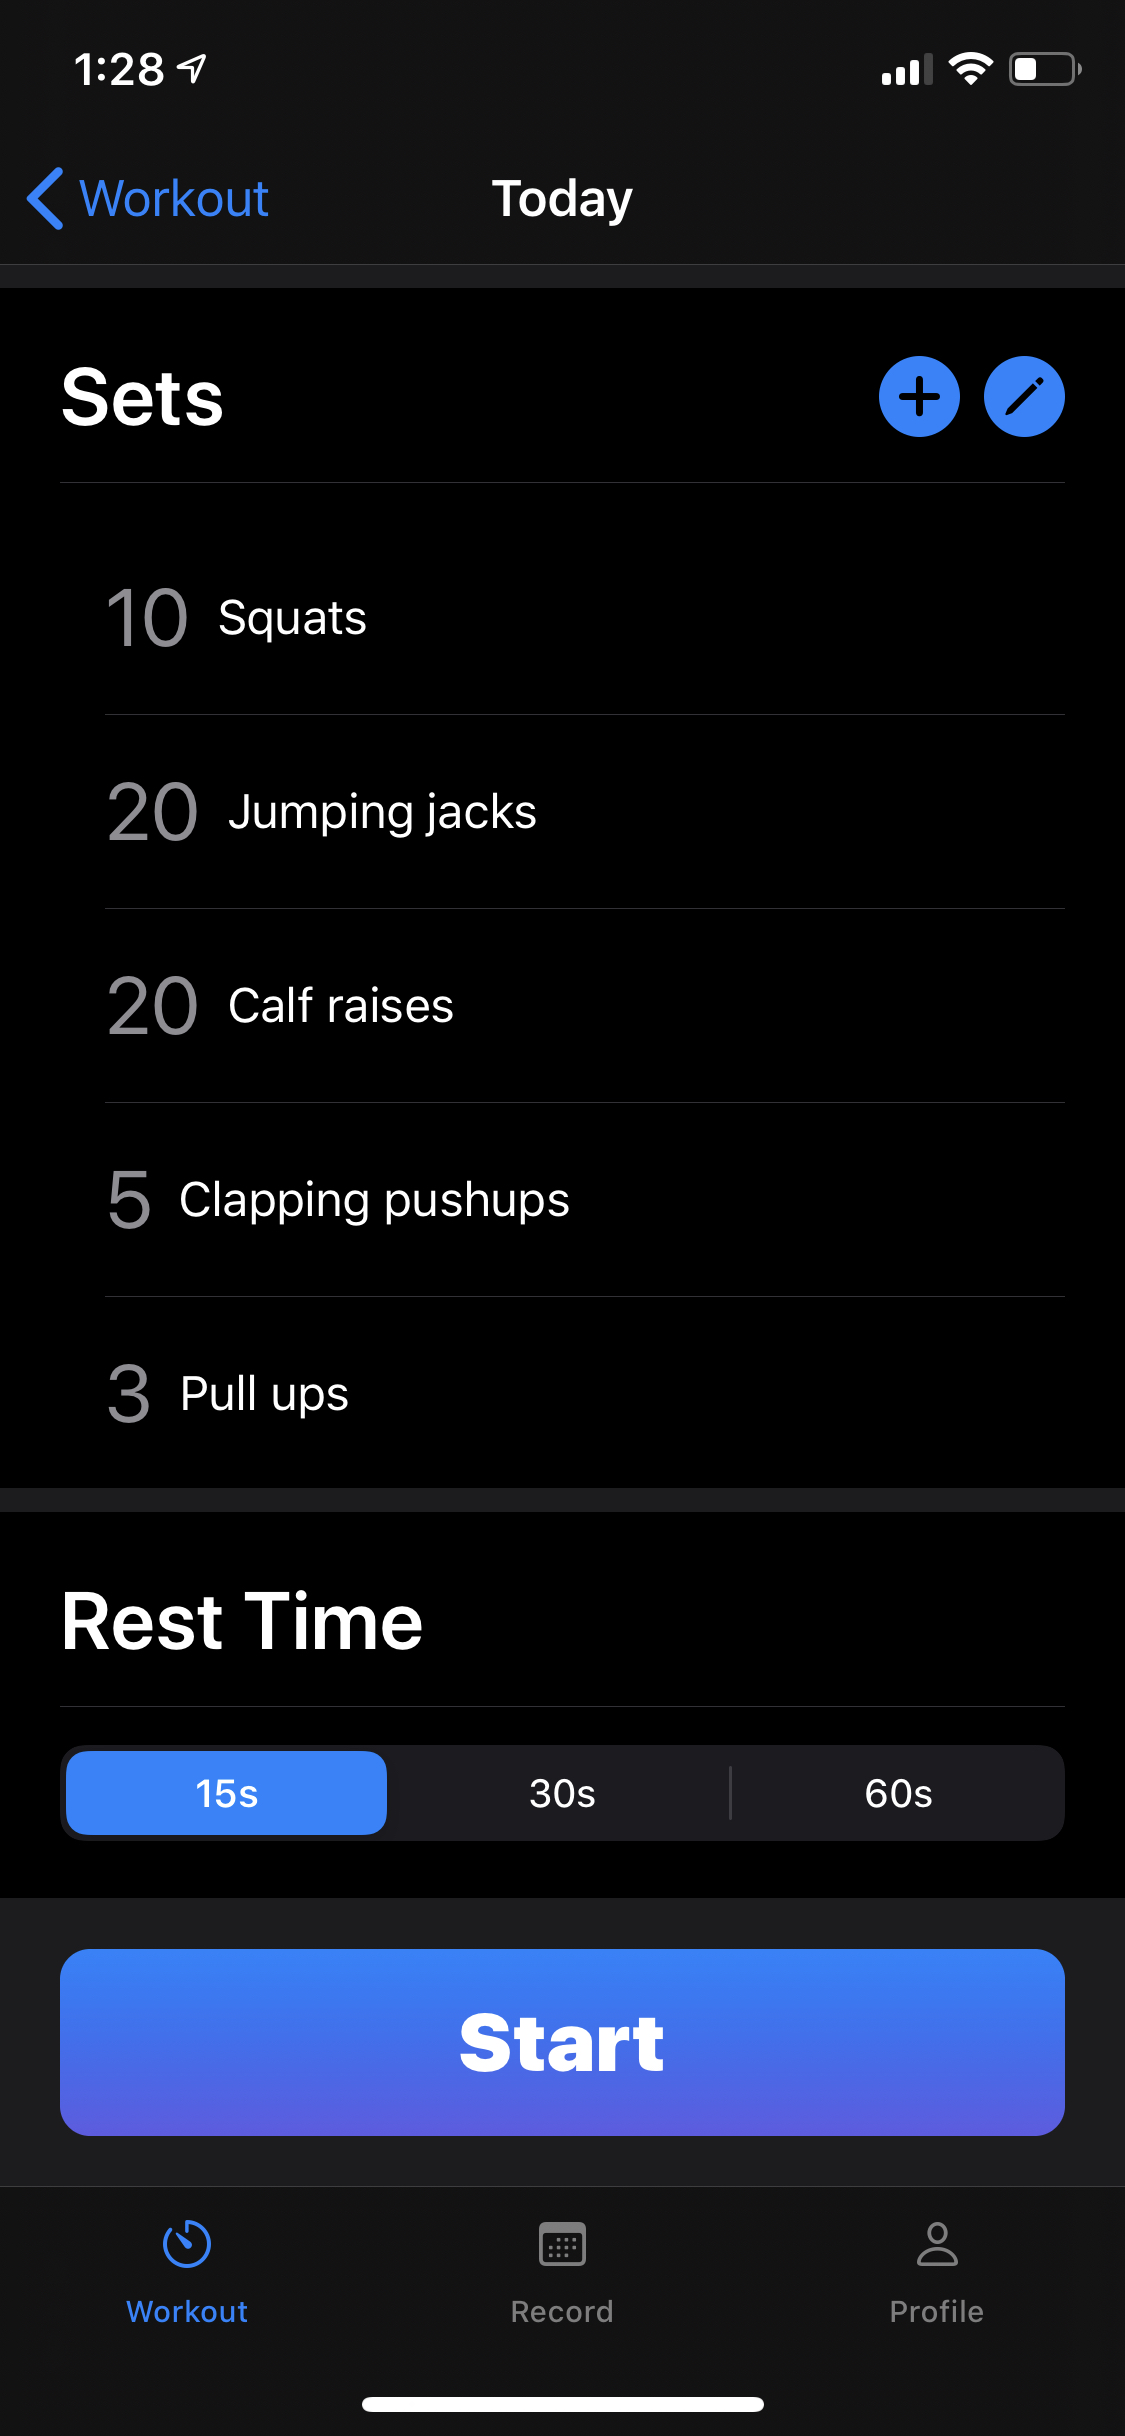 1:28
Workout
Today
Sets
10 Squats
20 Jumping jacks
20 Calf raises
5 Clapping pushups
3 Pull ups
Rest Time
15s 30s 60s
Start
Workout Record Profile